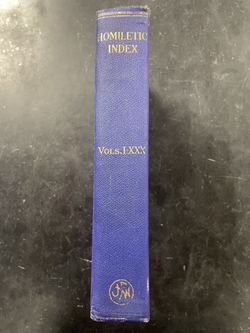 HOMILETIC
INDEX
VOLS. I-XXX